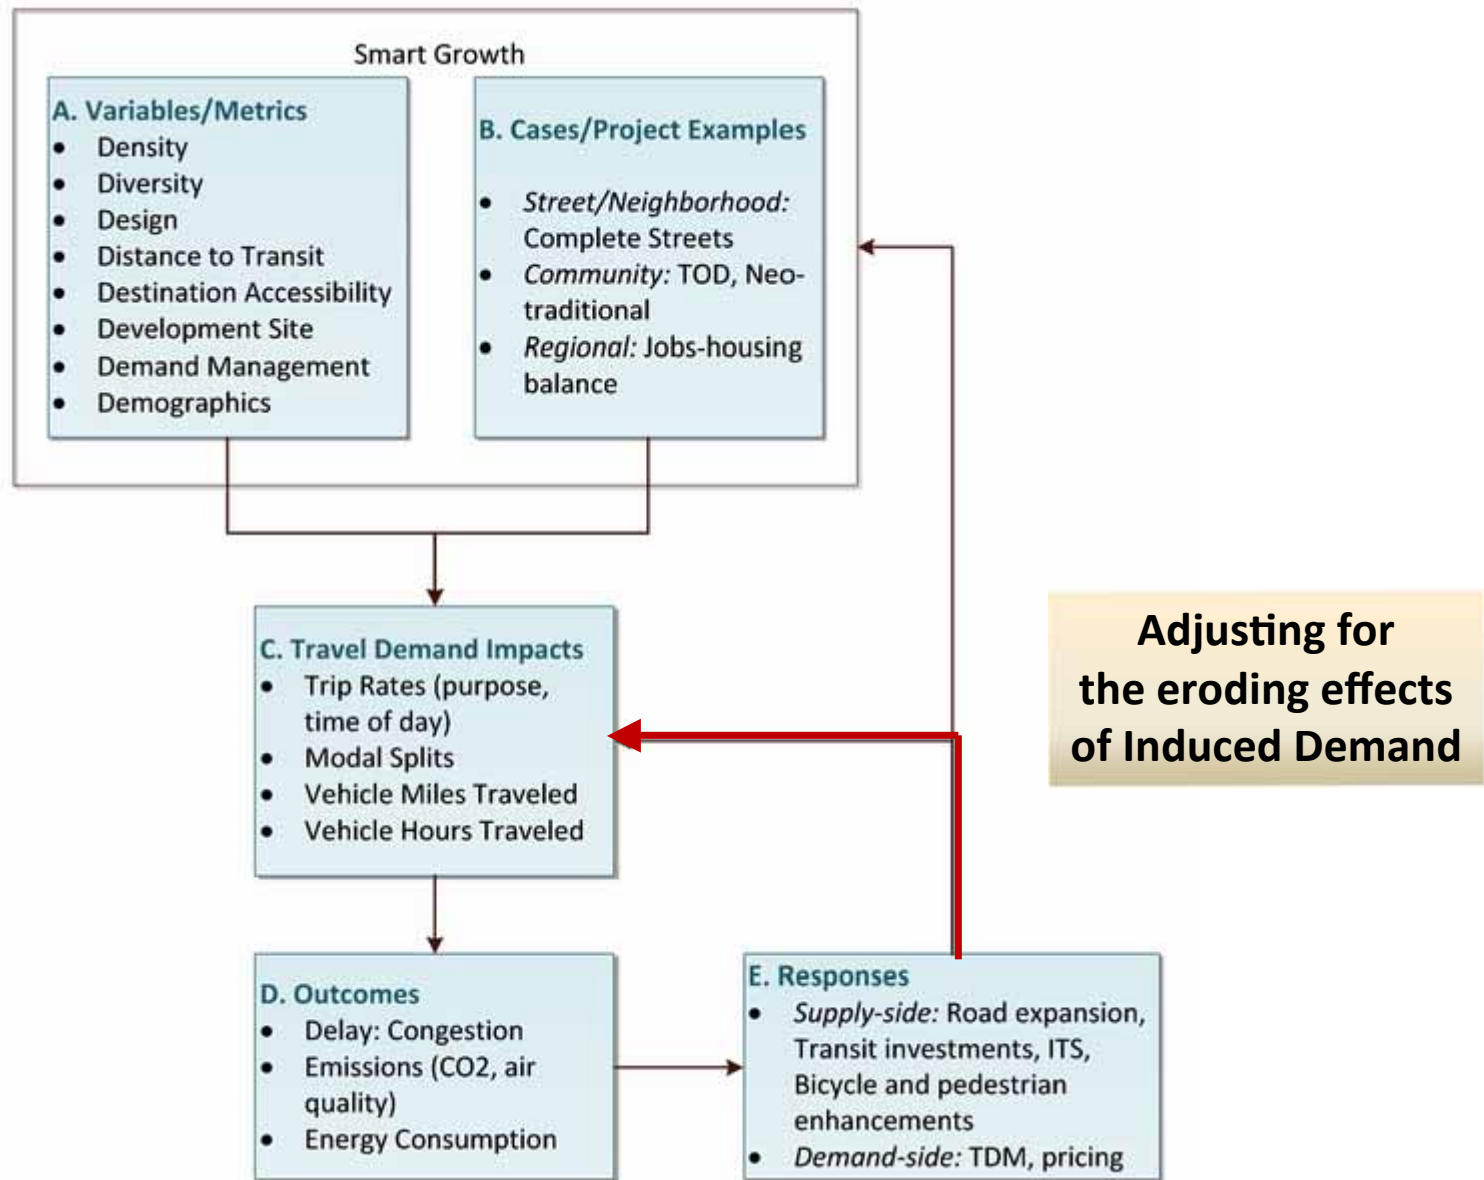 Smart Growth
A. Variables/Metrics
• Density
• Diversity
• Design
• Distance to Transit
• Destination Accessibility
• Development Site
• Demand Management
• Demographics
B. Cases/Project Examples
• Street/Neighborhood:
Complete Streets
• Community: TOD, Neo-
traditional
• Regional: Jobs-housing
balance
C. Travel Demand Impacts
• Trip Rates (purpose,
time of day)
• Modal Splits
• Vehicle Miles Traveled
• Vehicle Hours Traveled
Adjusting for
the eroding effects
of Induced Demand
D. Outcomes
• Delay: Congestion
• Emissions (CO2, air
quality)
• Energy Consumption
E. Responses
• Supply-side: Road expansion,
Transit investments, ITS,
Bicycle and pedestrian
enhancements
• Demand-side: TDM, pricing